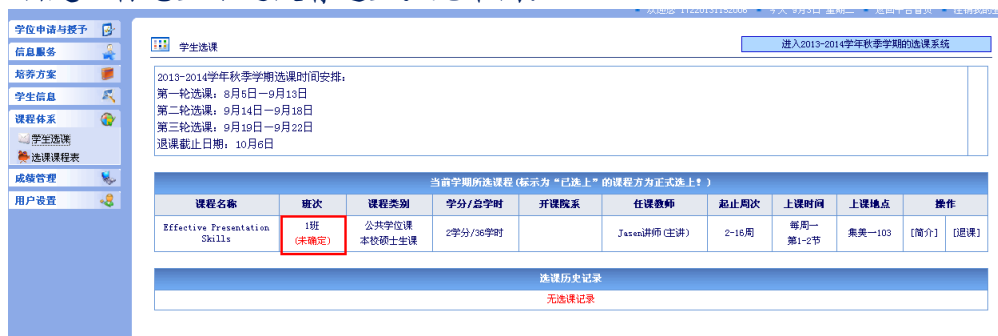 学位申请与授予
信息服务
培养方案
学生信息
课程体系
学生选课
选课课程表
成绩管理
用户设置
学生选课
进入2013-2014学年秋季学期的选课系统
2013-2014学年秋季学期选课时间安排:
第一轮选课: 8月5日—9月13日
第二轮选课: 9月14日—9月18日
第三轮选课: 9月19日—9月22日
退课截止日期: 10月6日
当前学期所选课程(标示为“已选上”的课程方为正式选上!)
课程名称 班次 课程类别 学分/总学时 开课院系 任课教师 起止周次 上课时间 上课地点 操作
Effective Presentation Skills 1班 (未确定) 公共学位课 本校硕士生课 2学分/36学时 Jasen讲师(主讲) 2-16周 每周一 第1-2节 集美一103 [简介] [退课]
选课历史记录
无选课记录